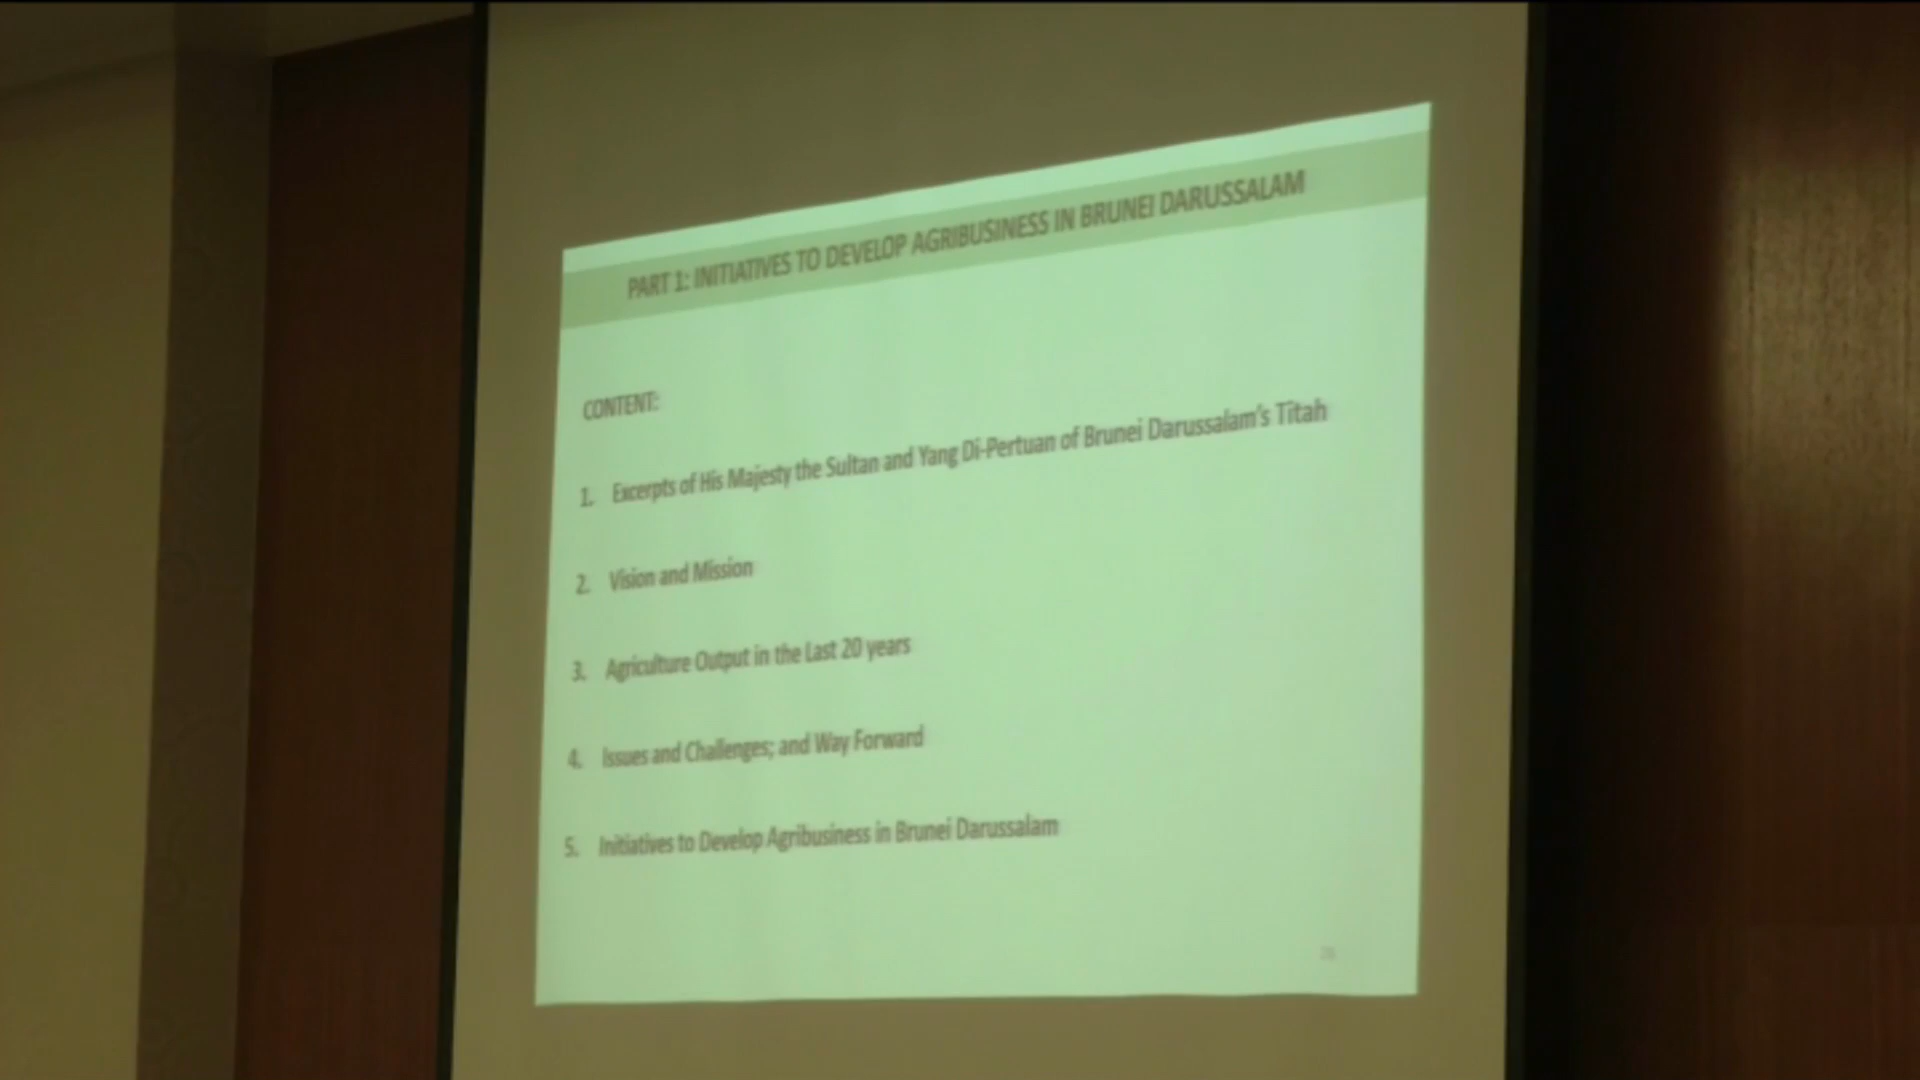 PART 1: INITIATIVES TO DEVELOP AGRIBUSINESS IN BRUNEI DARUSSALAM
CONTENT:
1. Excerpts of His Majesty the Sultan and Yang Di-Pertuan of Brunei Darussalam's Titah
2. Vision and Mission
3. Agriculture Output in the Last 20 years
4. Issues and Challenges; and Way Forward
5. Initiatives to Develop Agribusiness in Brunei Darussalam